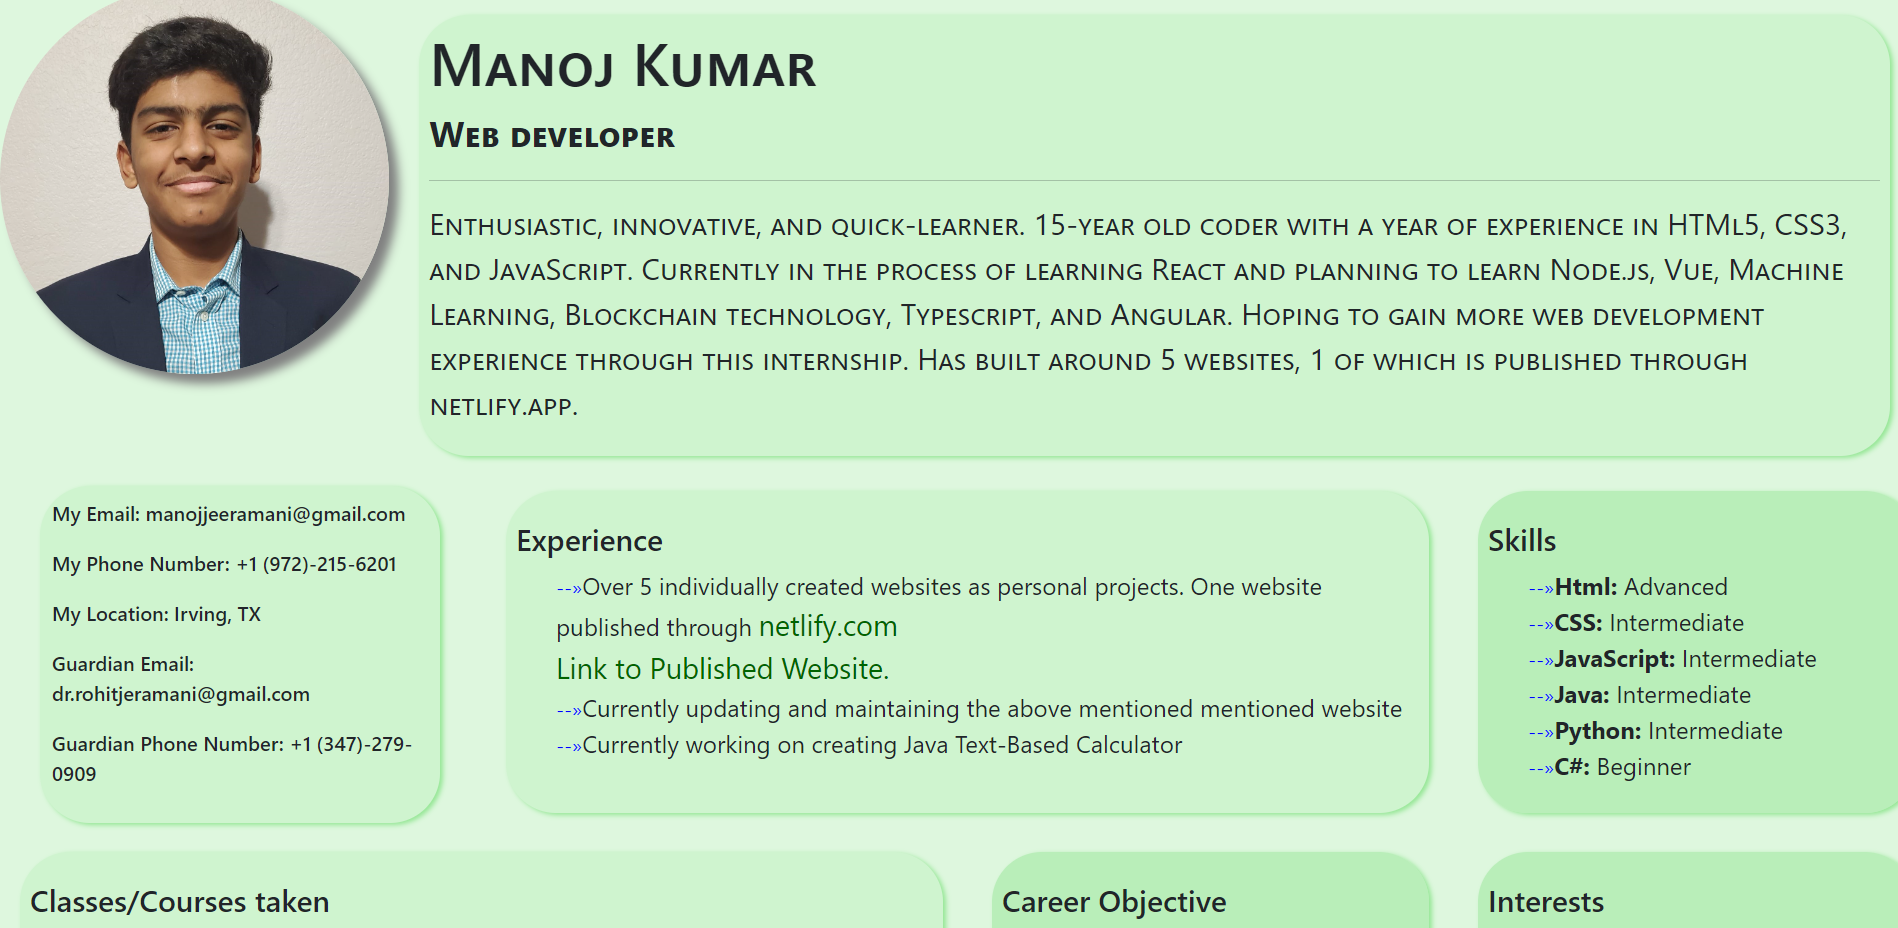 Manoj Kumar
Web developer
Enthusiastic, innovative, and quick-learner. 15-year old coder with a year of experience in HTMl5, CSS3,
and JavaScript. Currently in the process of learning React and planning to learn Node.js, Vue, Machine
Learning, Blockchain technology, Typescript, and Angular. Hoping to gain more web development
experience through this internship. Has built around 5 websites, 1 of which is published through
netlify.app.
My Email: manojjeeramani@gmail.com
My Phone Number: +1 (972)-215-6201
My Location: Irving, TX
Guardian Email:
dr.rohitjeramani@gmail.com
Guardian Phone Number: +1 (347)-279-
0909
Experience
--»Over 5 individually created websites as personal projects. One website
published through netlify.com
Link to Published Website.
--»Currently updating and maintaining the above mentioned mentioned website
--»Currently working on creating Java Text-Based Calculator
Skills
--»Html: Advanced
--»CSS: Intermediate
--»JavaScript: Intermediate
--»Java: Intermediate
--»Python: Intermediate
--»C#: Beginner
Classes/Courses taken
Career Objective
Interests